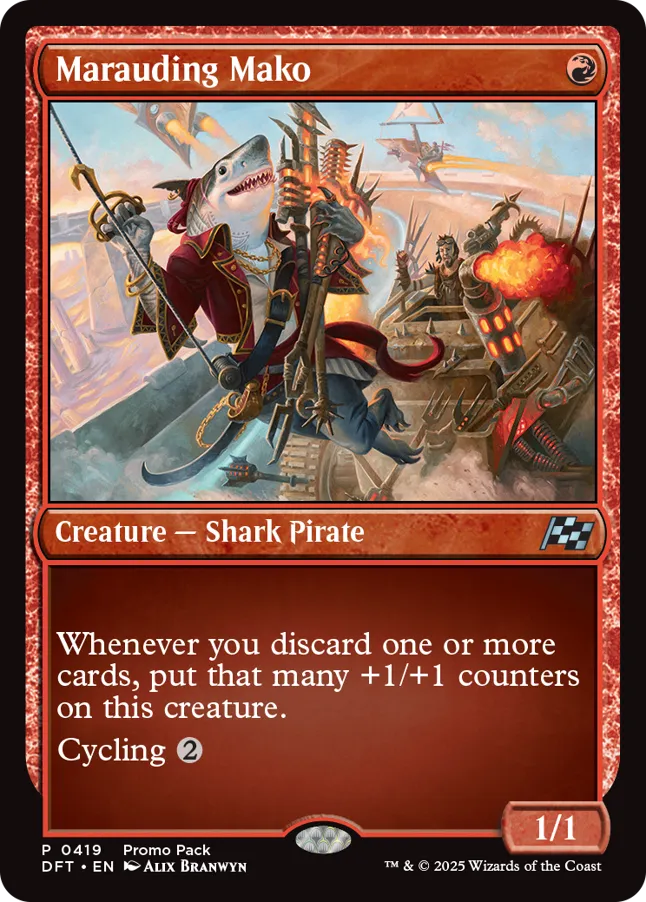 Marauding Mako
Creature — Shark Pirate
Whenever you discard one or more
cards, put that many +1/+1 counters
on this creature.
Cycling 2
1/1
P 0419 Promo Pack
DFT • EN Alix Branwyn
™ & © 2025 Wizards of the Coast